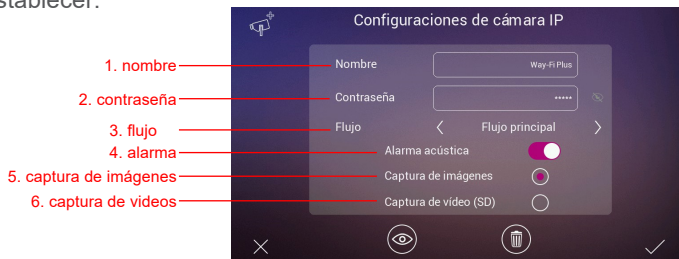 stablecer.
Configuraciones de cámara IP
1. nombre
Nombre
Way-Fi Plus
2. contraseña
Contraseña
•••••
3. flujo
Flujo
Flujo principal
4. alarma
Alarma acústica
5. captura de imágenes
Captura de imágenes
6. captura de videos
Captura de vídeo (SD)